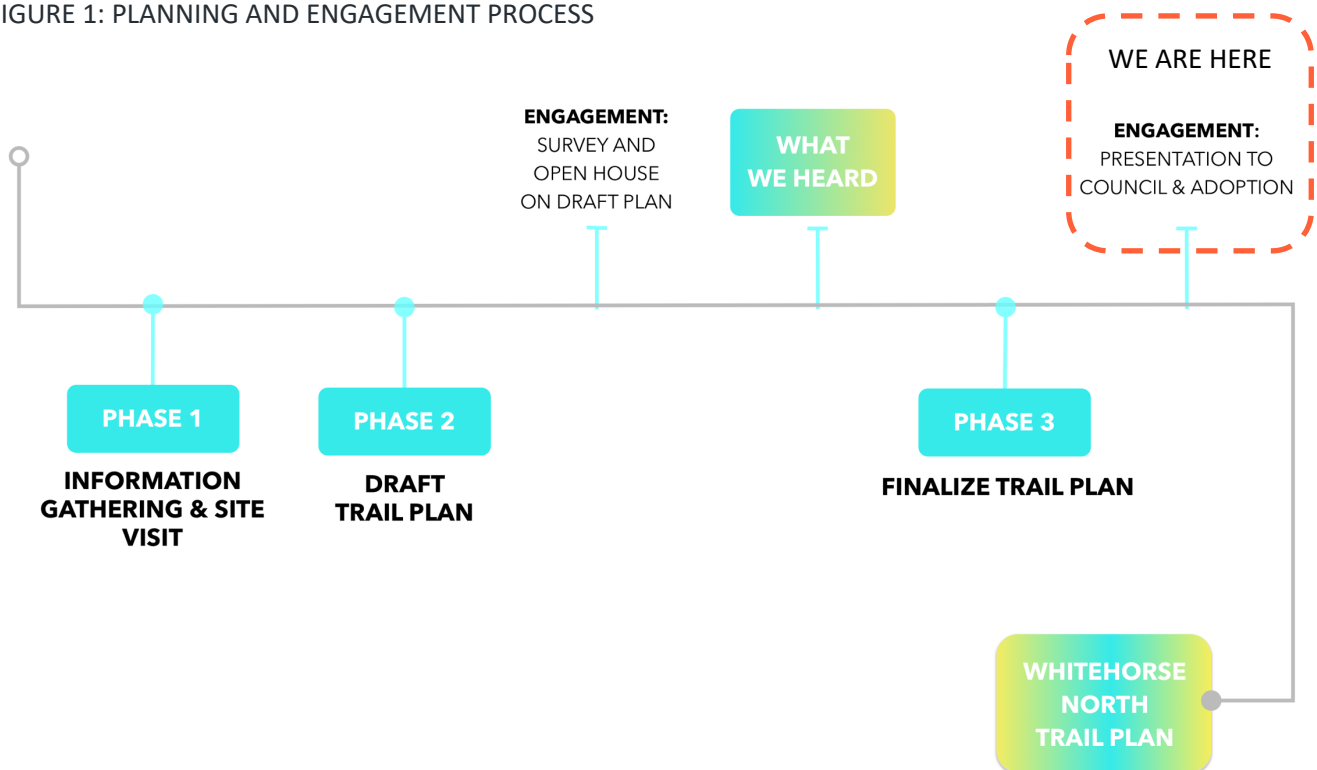 IGURE 1: PLANNING AND ENGAGEMENT PROCESS
WE ARE HERE
ENGAGEMENT:
SURVEY AND
OPEN HOUSE
ON DRAFT PLAN
WHAT
WE HEARD
ENGAGEMENT:
PRESENTATION TO
COUNCIL & ADOPTION
PHASE 1
INFORMATION
GATHERING & SITE
VISIT
PHASE 2
DRAFT
TRAIL PLAN
PHASE 3
FINALIZE TRAIL PLAN
WHITEHORSE
NORTH
TRAIL PLAN